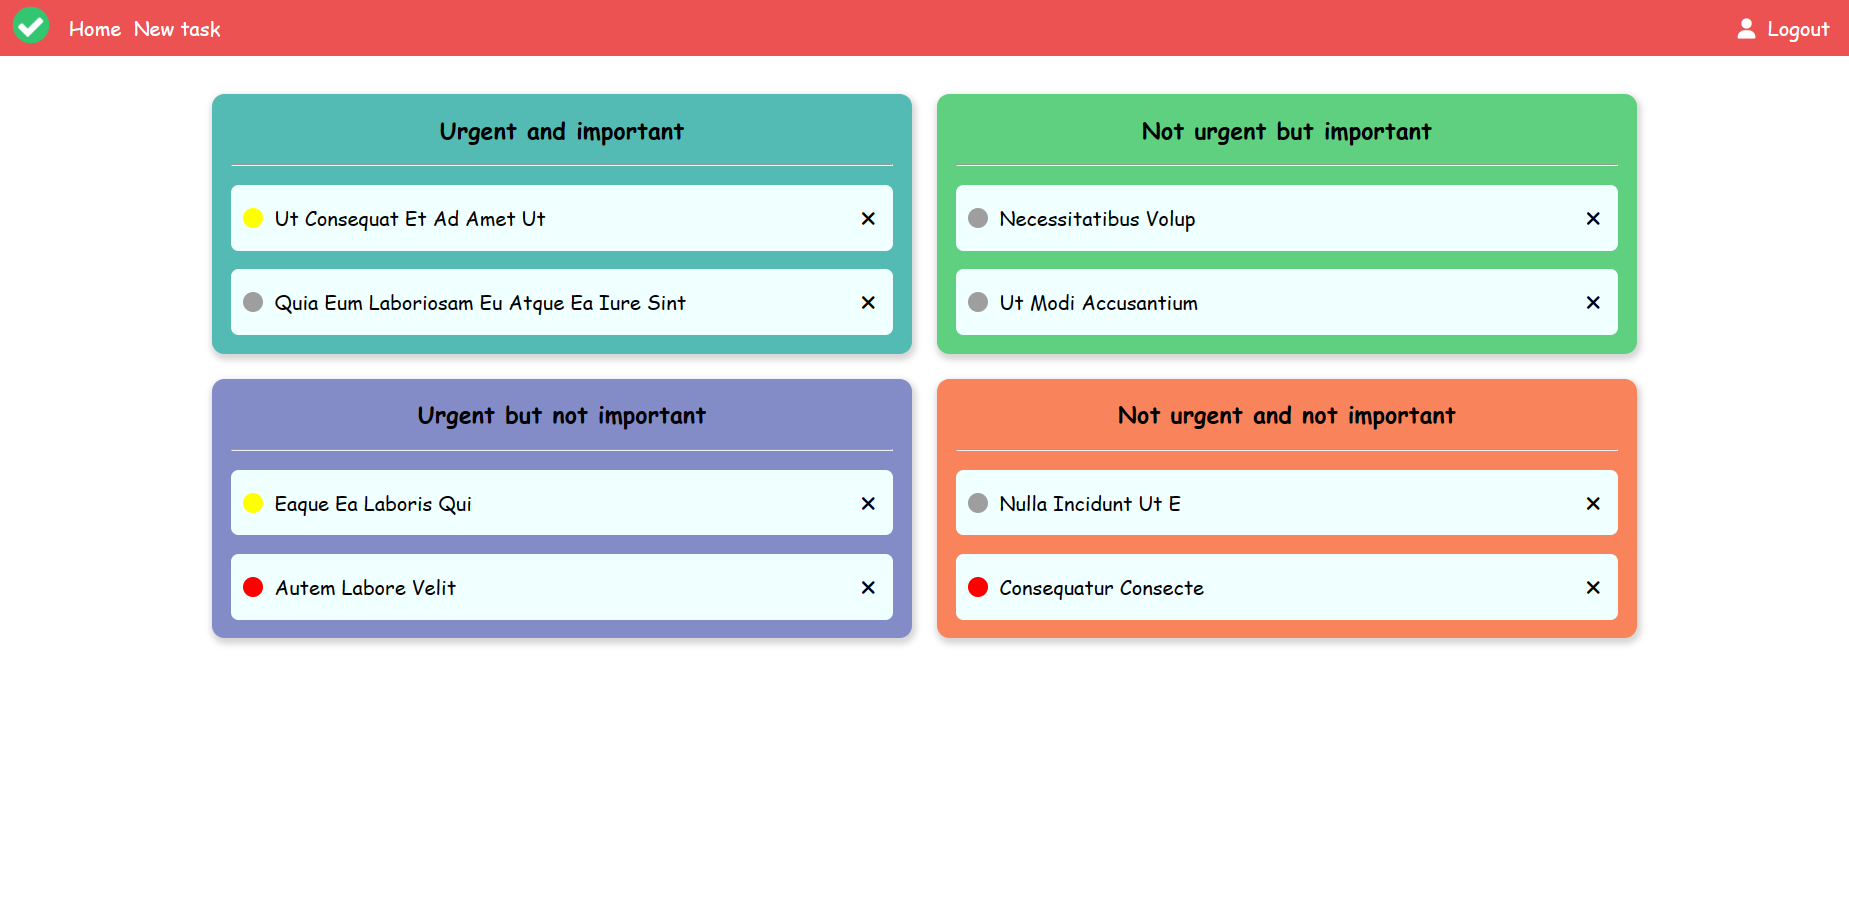 Home New task Logout
Urgent and important
Ut Consequat Et Ad Amet Ut
Quia Eum Laboriosam Eu Atque Ea Iure Sint
Not urgent but important
Necessitatibus Volup
Ut Modi Accusantium
Urgent but not important
Eaque Ea Laboris Qui
Autem Labore Velit
Not urgent and not important
Nulla Incidunt Ut E
Consequatur Consecte